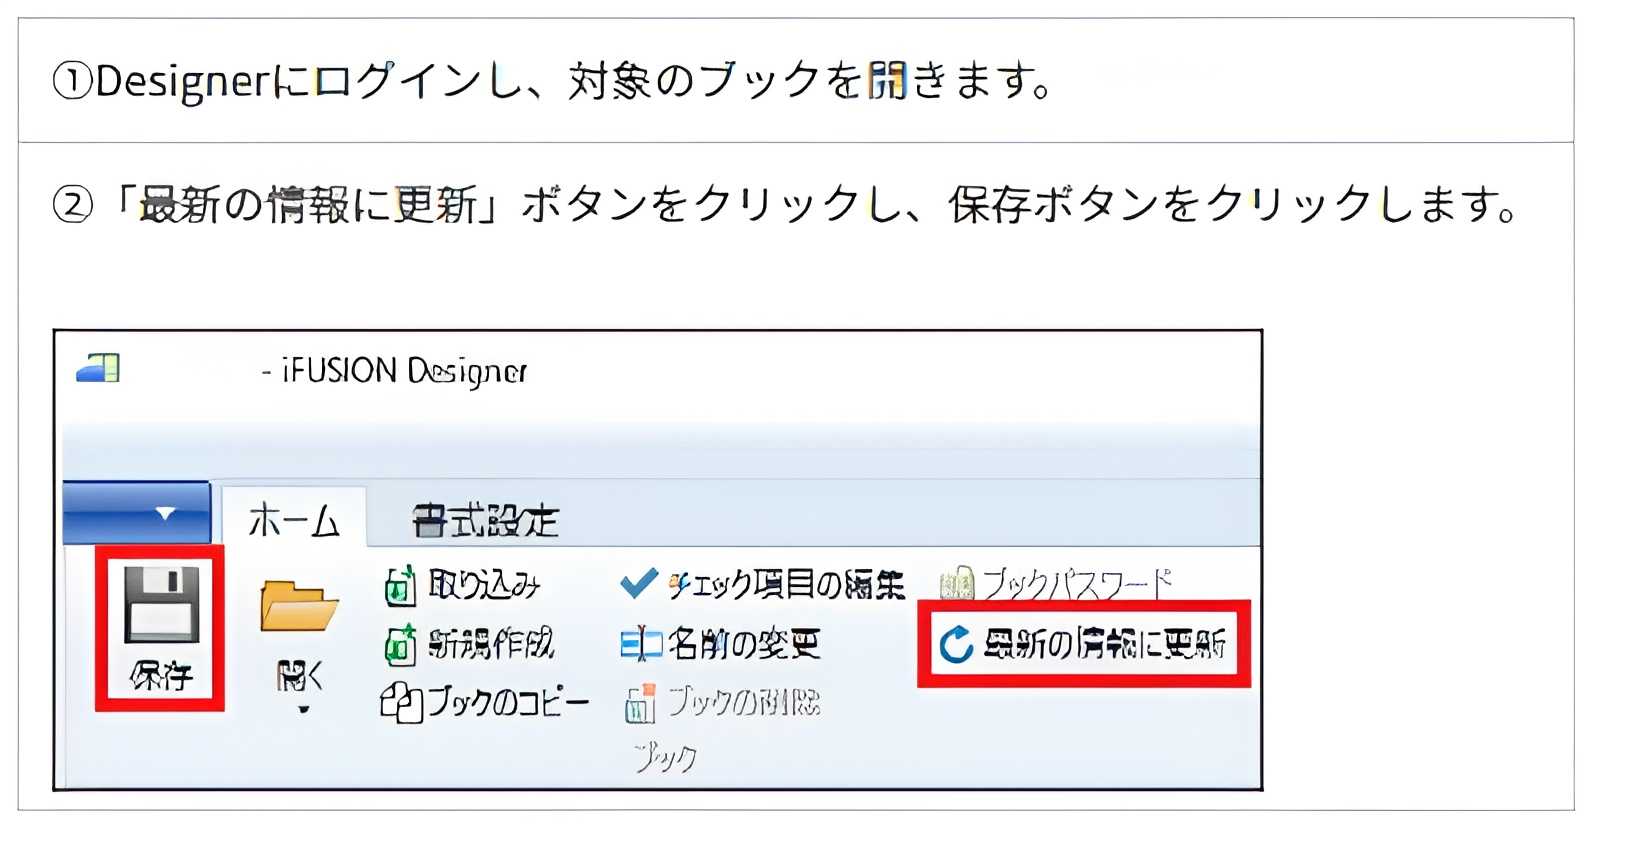 ①Designerにログインし、対象のブックを開きます。
②「最新の情報に更新」ボタンをクリックし、保存ボタンをクリックします。
- iFUSION Designer
ホーム 書式設定
取り込み チェック項目の編集 ブックパスワード
新規作成 名前の変更 最新の情報に更新
保存 開く
ブックのコピー ブックの削除
ブック